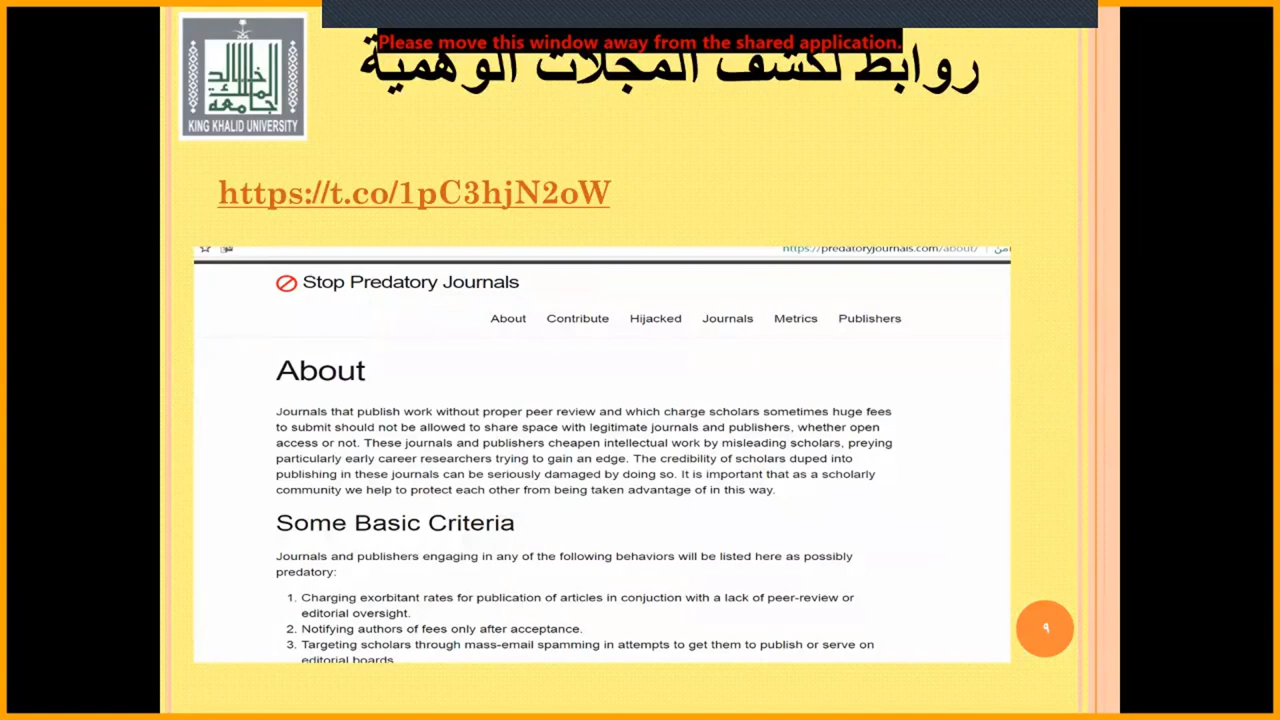 Please move this window away from the shared application.
روابط لكشف المجلات الوهمية
KING KHALID UNIVERSITY
https://t.co/1pC3hjN2oW
https://predatoryjournals.com/about/
Stop Predatory Journals
About Contribute Hijacked Journals Metrics Publishers
About
Journals that publish work without proper peer review and which charge scholars sometimes huge fees
to submit should not be allowed to share space with legitimate journals and publishers, whether open
access or not. These journals and publishers cheapen intellectual work by misleading scholars, preying
particularly early career researchers trying to gain an edge. The credibility of scholars duped into
publishing in these journals can be seriously damaged by doing so. It is important that as a scholarly
community we help to protect each other from being taken advantage of in this way.
Some Basic Criteria
Journals and publishers engaging in any of the following behaviors will be listed here as possibly
predatory:
1. Charging exorbitant rates for publication of articles in conjuction with a lack of peer-review or
editorial oversight.
2. Notifying authors of fees only after acceptance.
3. Targeting scholars through mass-email spamming in attempts to get them to publish or serve on
editorial boards.
٩